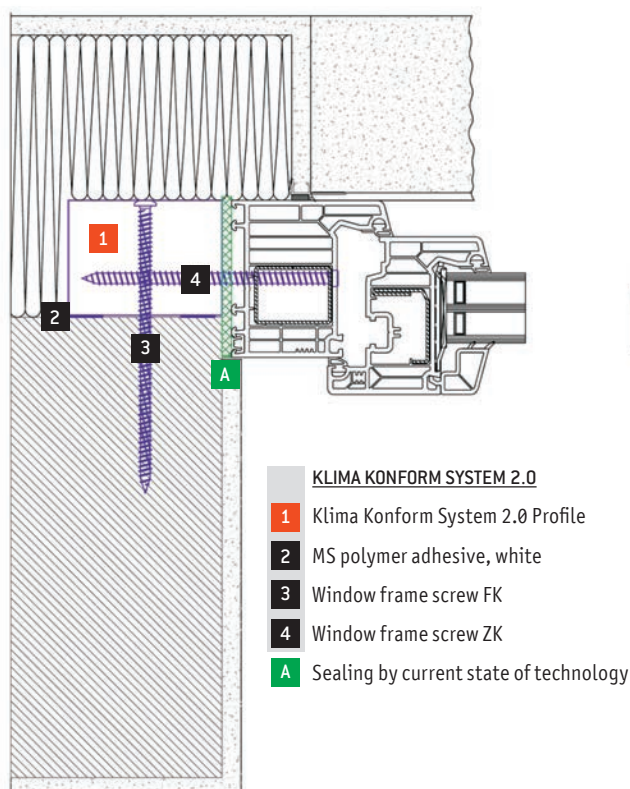 1
4
2
3
A
KLIMA KONFORM SYSTEM 2.0
1 Klima Konform System 2.0 Profile
2 MS polymer adhesive, white
3 Window frame screw FK
4 Window frame screw ZK
A Sealing by current state of technology